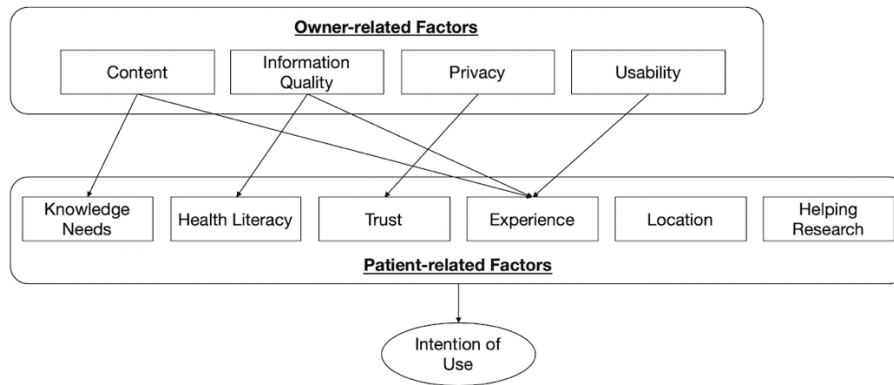 Owner-related Factors
Content
Information
Quality
Privacy
Usability
Knowledge
Needs
Health Literacy
Trust
Experience
Location
Helping
Research
Patient-related Factors
Intention of
Use